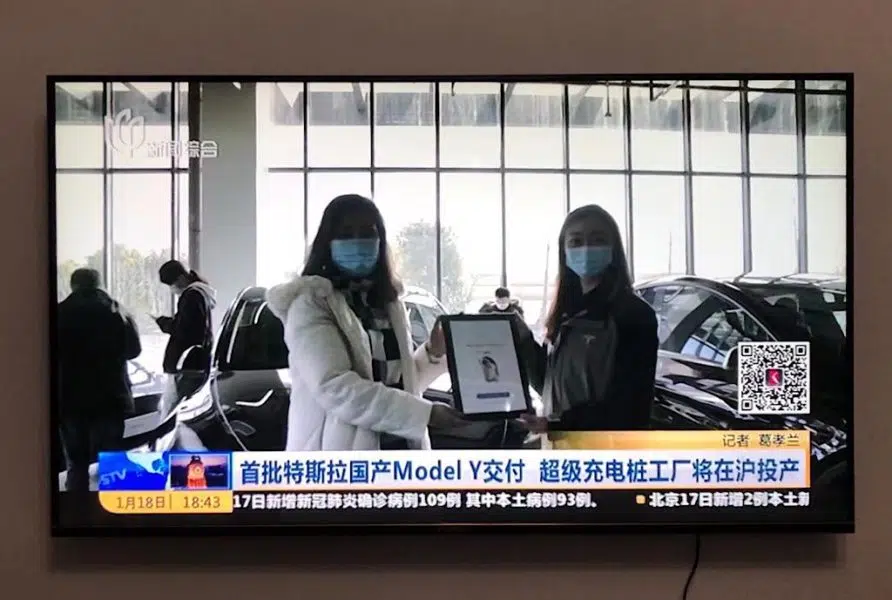 新闻综合
记者 葛孝兰
STV
首批特斯拉国产Model Y交付 超级充电桩工厂将在沪投产
1月18日 18:43
17日新增新冠肺炎确诊病例109例 其中本土病例93例。 北京17日新增2例本土新